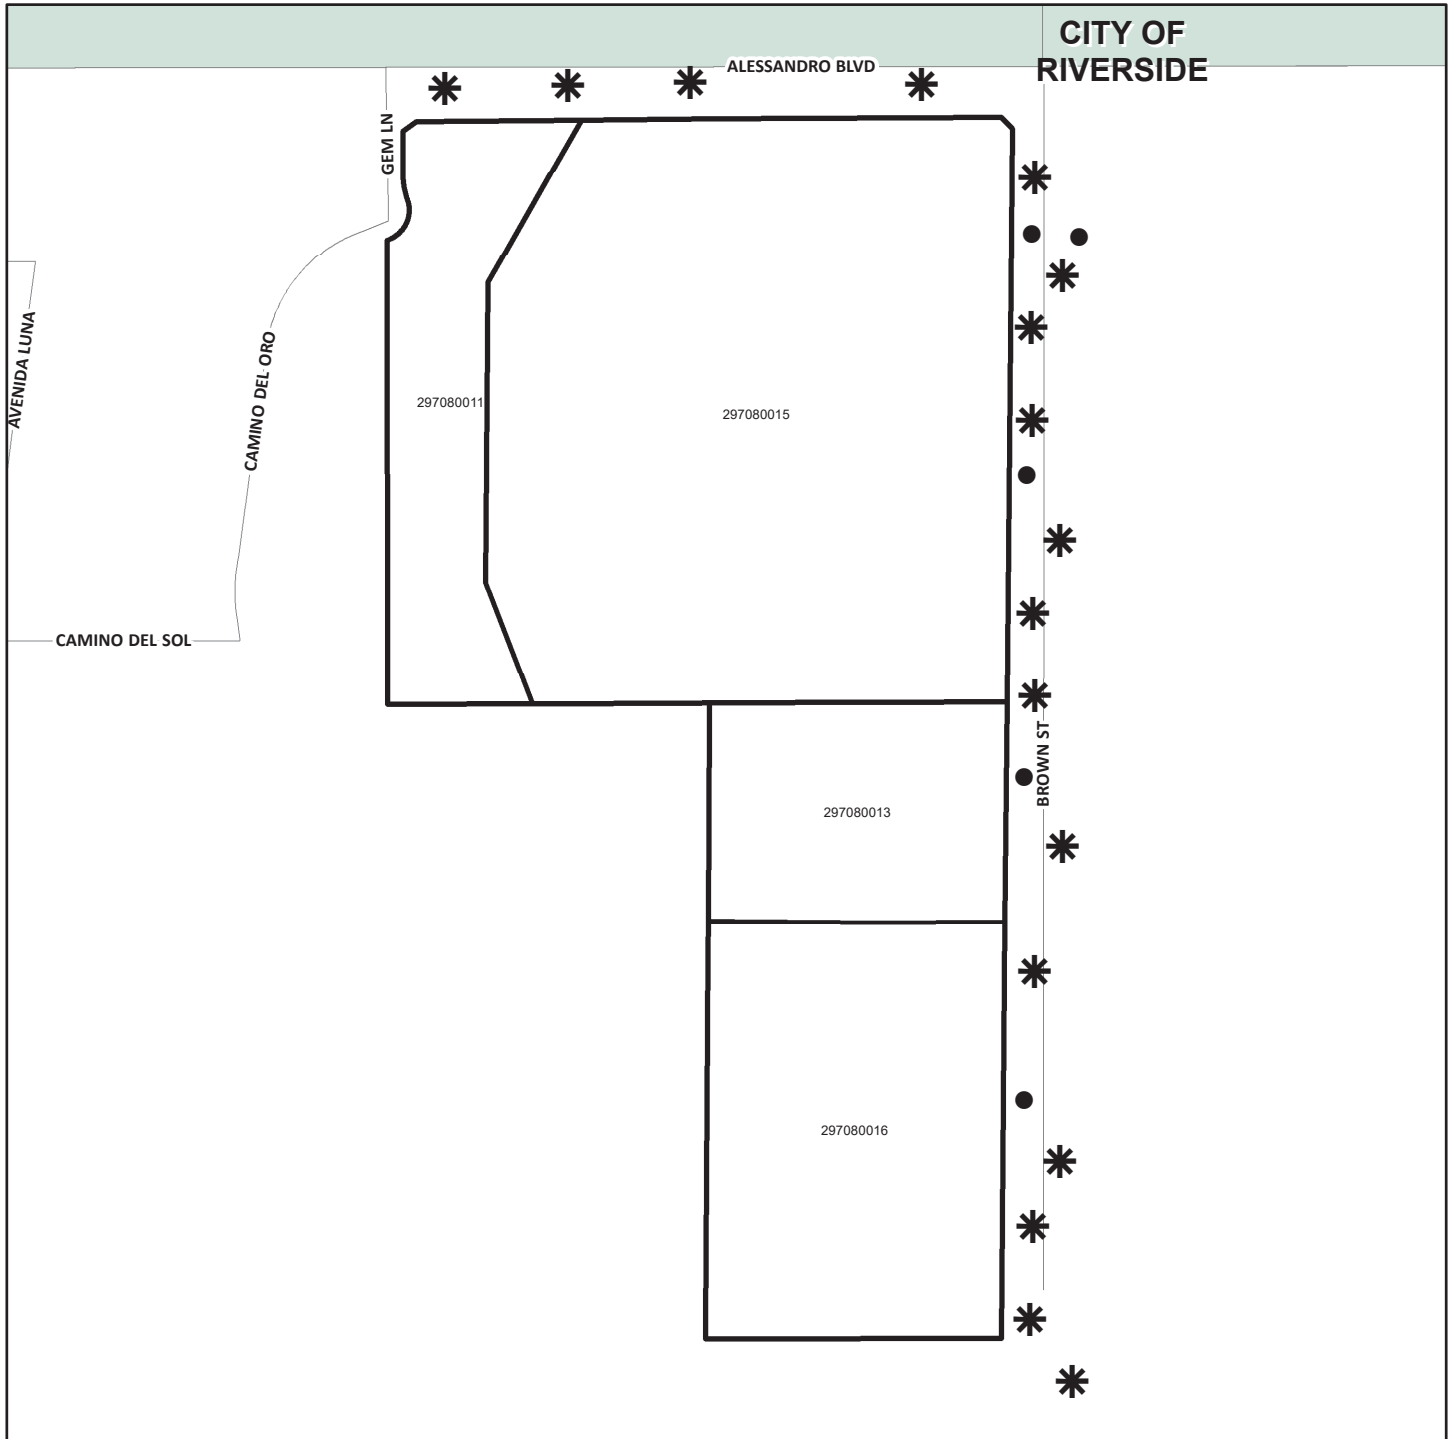 CITY OF
RIVERSIDE
ALESSANDRO BLVD
GEM LN
AVENIDA LUNA
CAMINO DEL ORO
297080011
297080015
CAMINO DEL SOL
BROWN ST
297080013
297080016